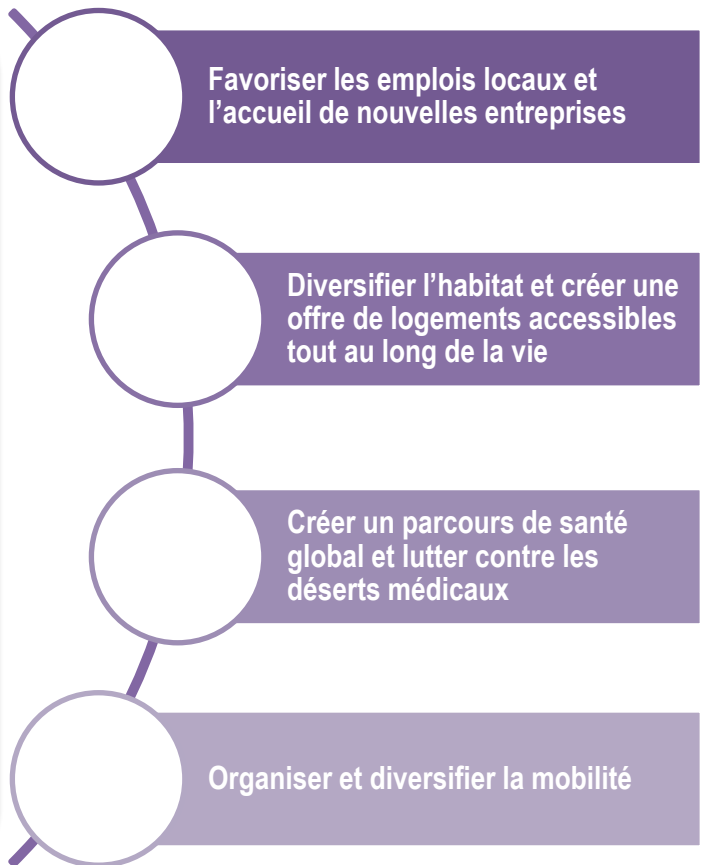 Favoriser les emplois locaux et
l’accueil de nouvelles entreprises
Diversifier l’habitat et créer une
offre de logements accessibles
tout au long de la vie
Créer un parcours de santé
global et lutter contre les
déserts médicaux
Organiser et diversifier la mobilité